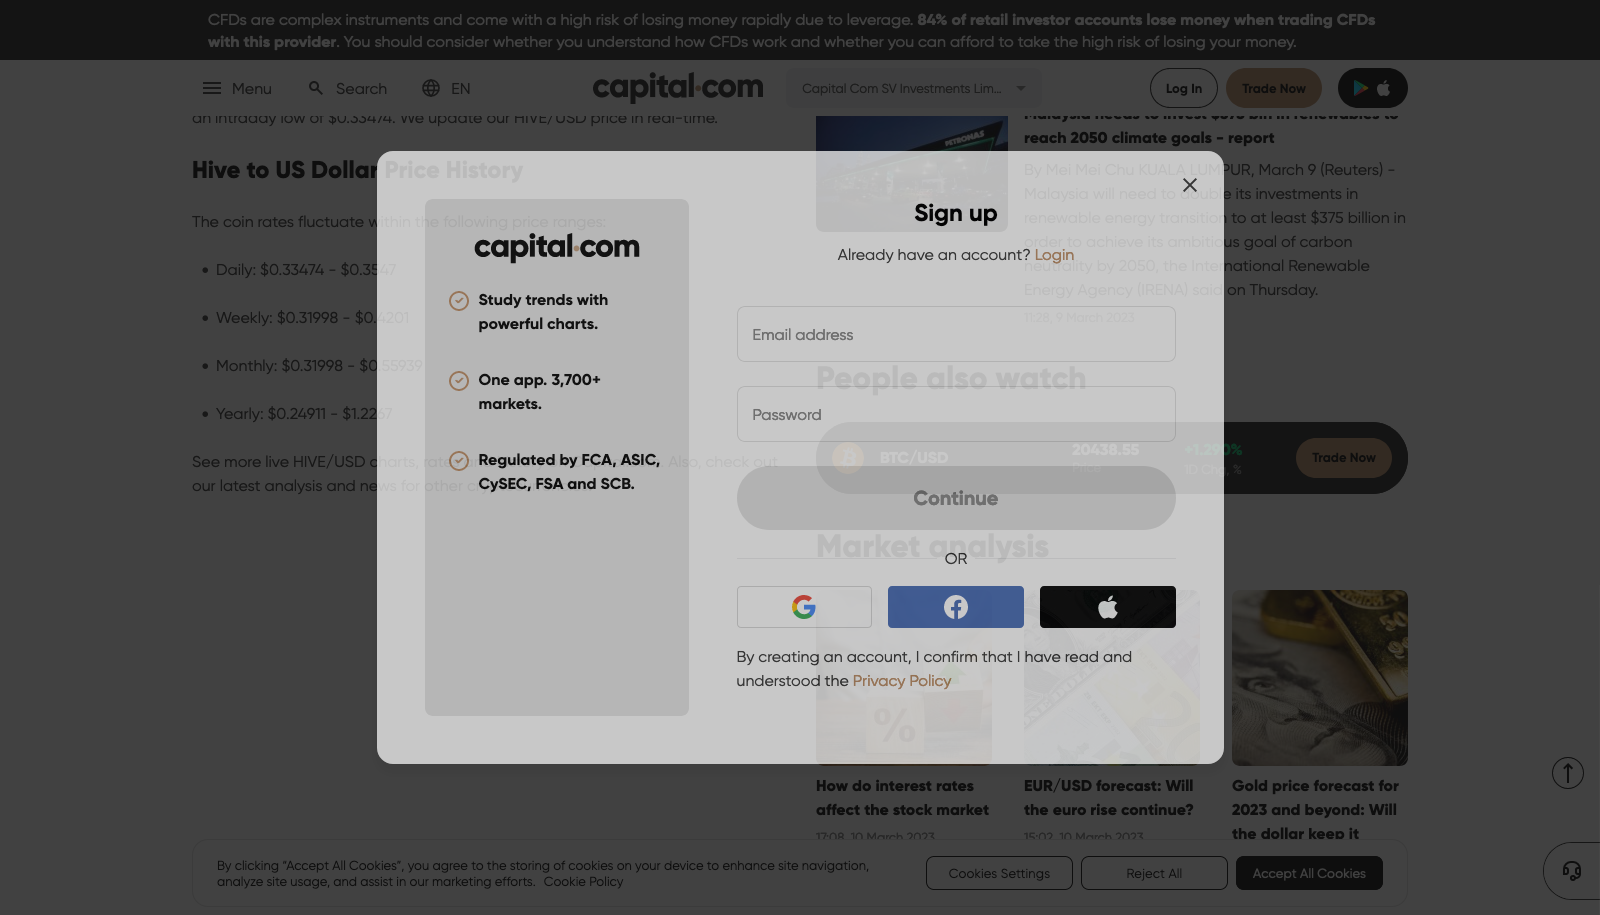 CFDs are complex instruments and come with a high risk of losing money rapidly due to leverage. 84% of retail investor accounts lose money when trading CFDs
with this provider. You should consider whether you understand how CFDs work and whether you can afford to take the high risk of losing your money.
Menu
Search
EN
capital.com
Capital Com SV Investments Lim...
Log In
Trade Now
an intraday low of $0.33474. We update our HIVE/USD price in real-time.
Hive to US Dollar Price History
The coin rates fluctuate within the following price ranges:
Daily: $0.33474 - $0.3547
Weekly: $0.31998 - $0.4201
Monthly: $0.31998 - $0.55939
Yearly: $0.24911 - $1.2267
See more live HIVE/USD charts, Also, check out
our latest analysis and news for other
PETRONAS
Malaysia needs to invest $375 bln in renewables to
reach 2050 climate goals - report
By Mei Mei Chu KUALA LUMPUR, March 9 (Reuters) -
Malaysia will need to double its investments in
renewable energy transition to at least $375 billion in
order to achieve its ambitious goal of carbon
neutrality by 2050, the International Renewable
Energy Agency (IRENA) said on Thursday.
11:28, 9 March 2023
capital.com
Study trends with
powerful charts.
One app. 3,700+
markets.
Regulated by FCA, ASIC,
CySEC, FSA and SCB.
Sign up
Already have an account? Login
Email address
Password
Continue
OR
By creating an account, I confirm that I have read and
understood the Privacy Policy
People also watch
BTC/USD
20438.55
Price
+1.290%
1D Chg, %
Trade Now
Market analysis
%
How do interest rates
affect the stock market
17:08, 10 March 2023
EUR/USD forecast: Will
the euro rise continue?
15:02, 10 March 2023
Gold price forecast for
2023 and beyond: Will
the dollar keep it
By clicking “Accept All Cookies”, you agree to the storing of cookies on your device to enhance site navigation,
analyze site usage, and assist in our marketing efforts. Cookie Policy
Cookies Settings
Reject All
Accept All Cookies